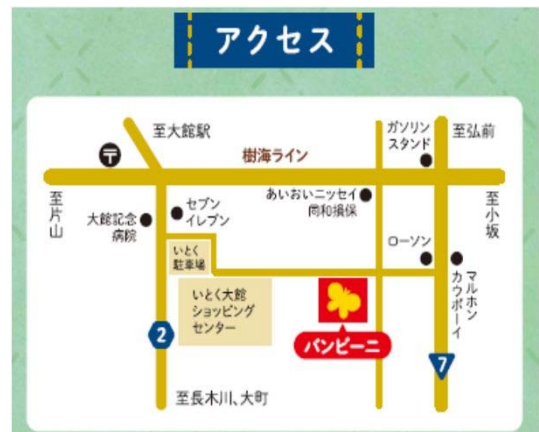 アクセス
至大館駅
樹海ライン
ガソリン
スタンド
至弘前
〒
至片山
大館記念
病院
セブン
イレブン
あいおいニッセイ
同和損保
至小坂
いとく
駐車場
ローソン
いとく大館
ショッピング
センター
バンビーニ
マルホン
カウボーイ
2
7
至長木川、大町